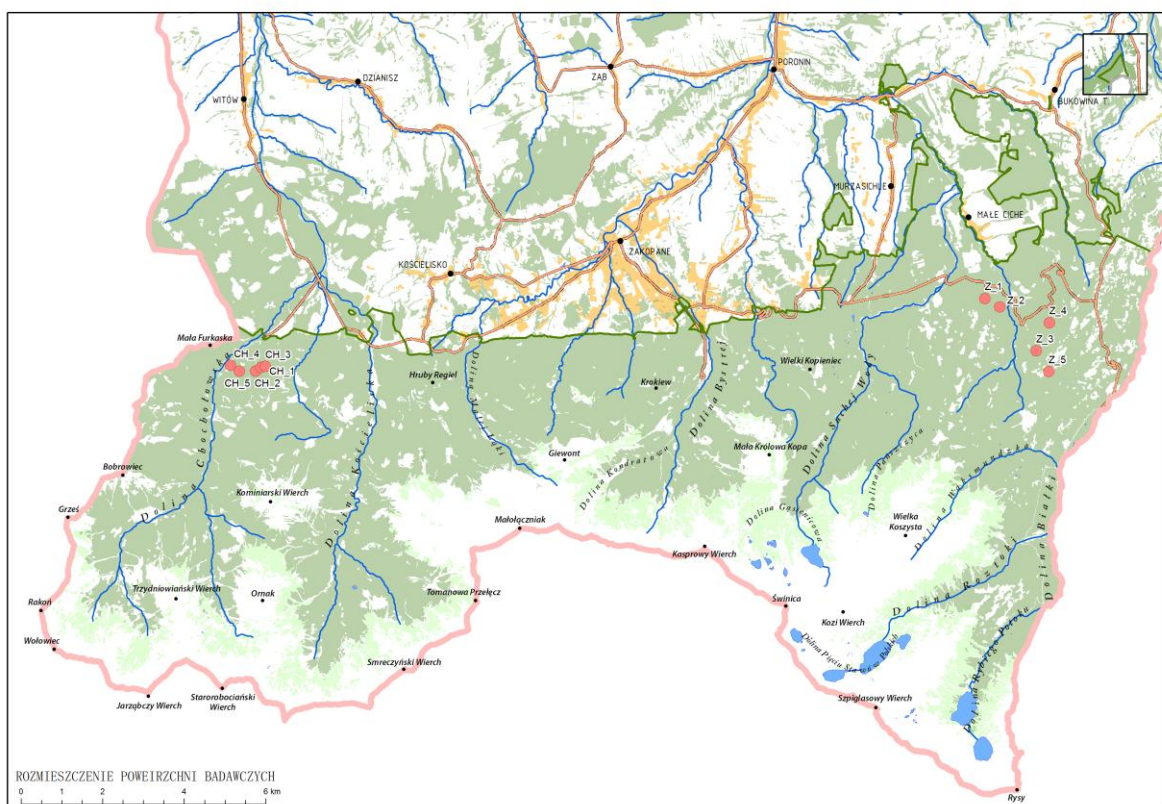 ZĄB
PORONIN
DZIANISZ
WITÓW
BUKOWINA T.
MURZASICHLE
MAŁE CICHE
ZAKOPANE
KOŚCIELISKO
Z_1
Z_2
Z_4
Z_3
Z_5
Mała Furkaska
CH_4
CH_3
CH_1
CH_5
CH_2
Hruby Regiel
Krokiew
Wielki Kopieniec
Dolina Chochołowska
Dolina Kościeliska
Dolina Małej Łąki
Dolina Bystrej
Dolina Suchej Wody
Dolina Pańszczyca
Giewont
Mała Królowa Kopa
Dolina Kondratowa
Bobrowiec
Kominiarski Wierch
Dolina Gąsienicowa
Wielka
Koszysta
Dolina Waksmundzka
Dolina Białki
Grześ
Małołączniak
Kasprowy Wierch
Trzydniowiański Wierch
Ornak
Tomanowa Przełęcz
Rakoń
Świnica
Kozi Wierch
Dolina Roztoki
Wołowiec
Dolina Pięciu Stawów Polskich
Dolina Rybiego Potoku
Smreczyński Wierch
Jarząbczy Wierch
Starorobociański
Wierch
Szpiglasowy Wierch
Rysy
ROZMIESZCZENIE POWEIRZCHNI BADAWCZYCH
0 1 2 4 6 km